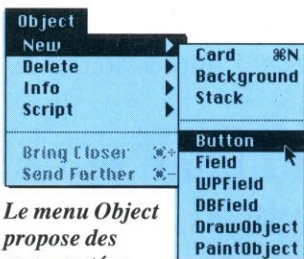 Object
New
Delete
Info
Script
Bring Closer ⌘+
Send Farther ⌘-
Card ⌘N
Background
Stack
Button
Field
WPField
DBField
DrawObject
PaintObject
Le menu Object
propose des